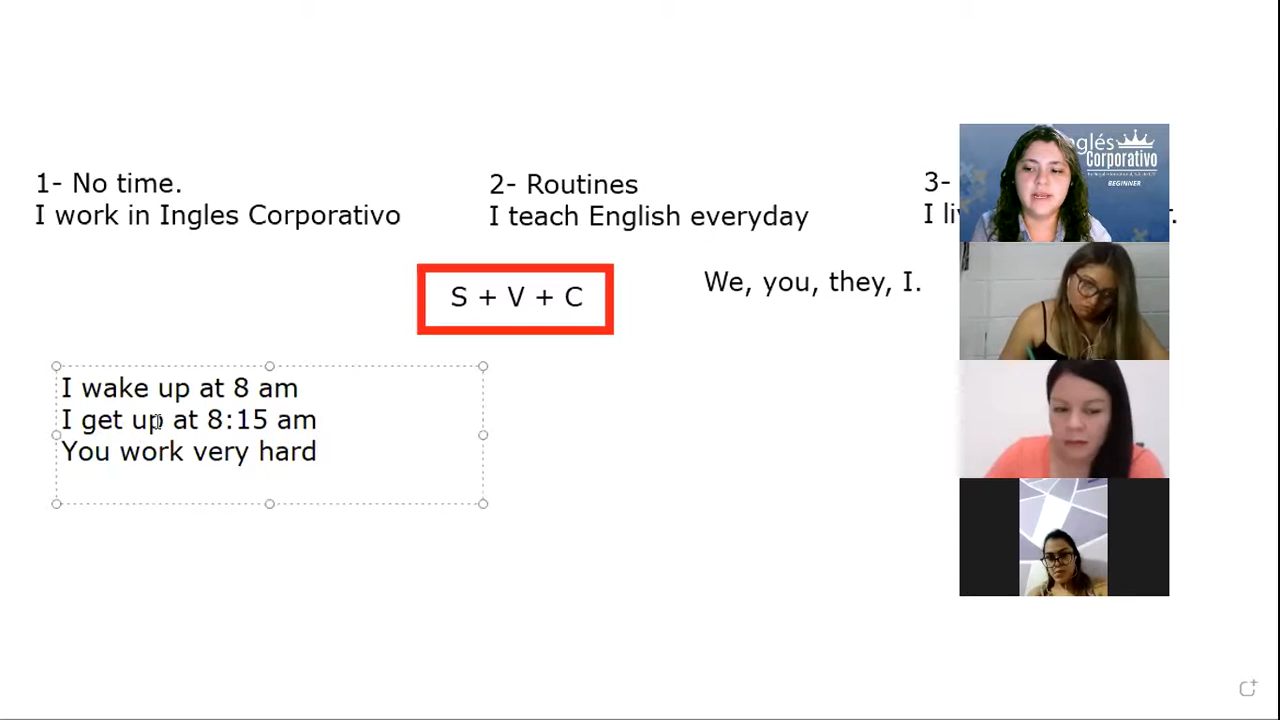 1- No time.
I work in Ingles Corporativo
2- Routines
I teach English everyday
3-
I
S + V + C
We, you, they, I.
I wake up at 8 am
I get up at 8:15 am
You work very hard
Corporativo
BEGINNER